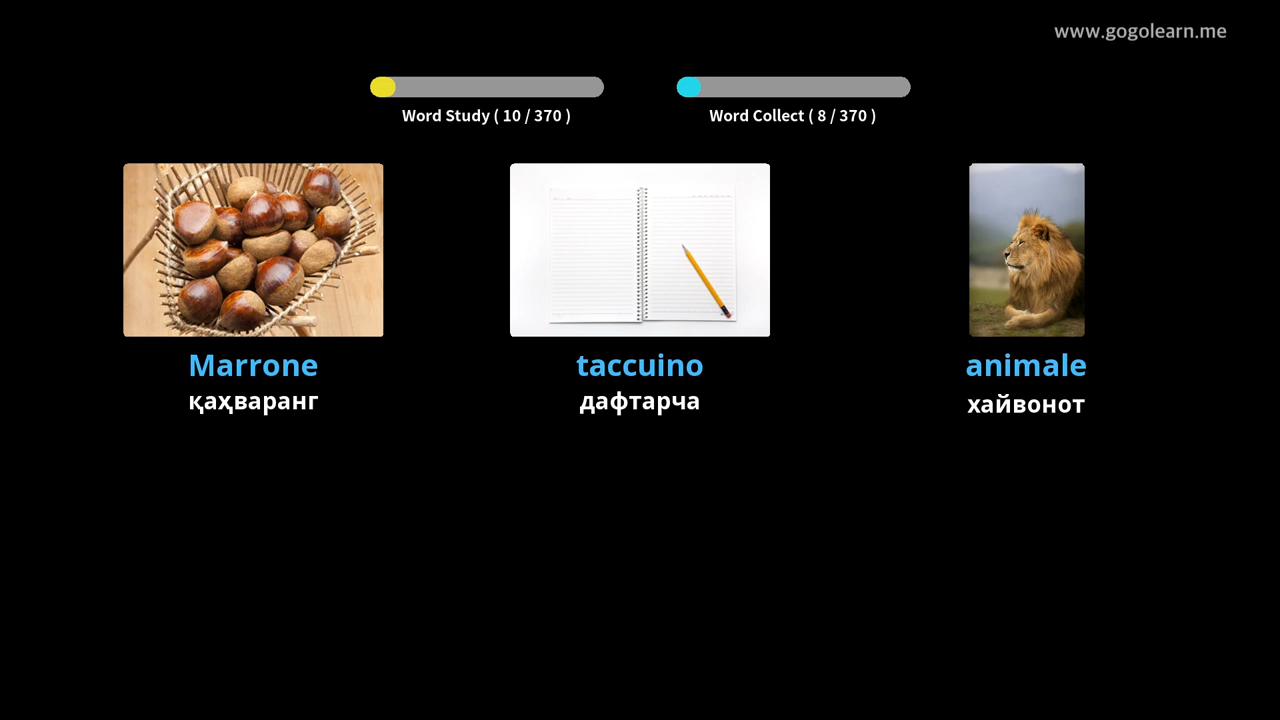 www.gogolearn.me
Word Study ( 10 / 370 )
Word Collect ( 8 / 370 )
Marrone
қаҳваранг
taccuino
дафтарча
animale
хайвонот